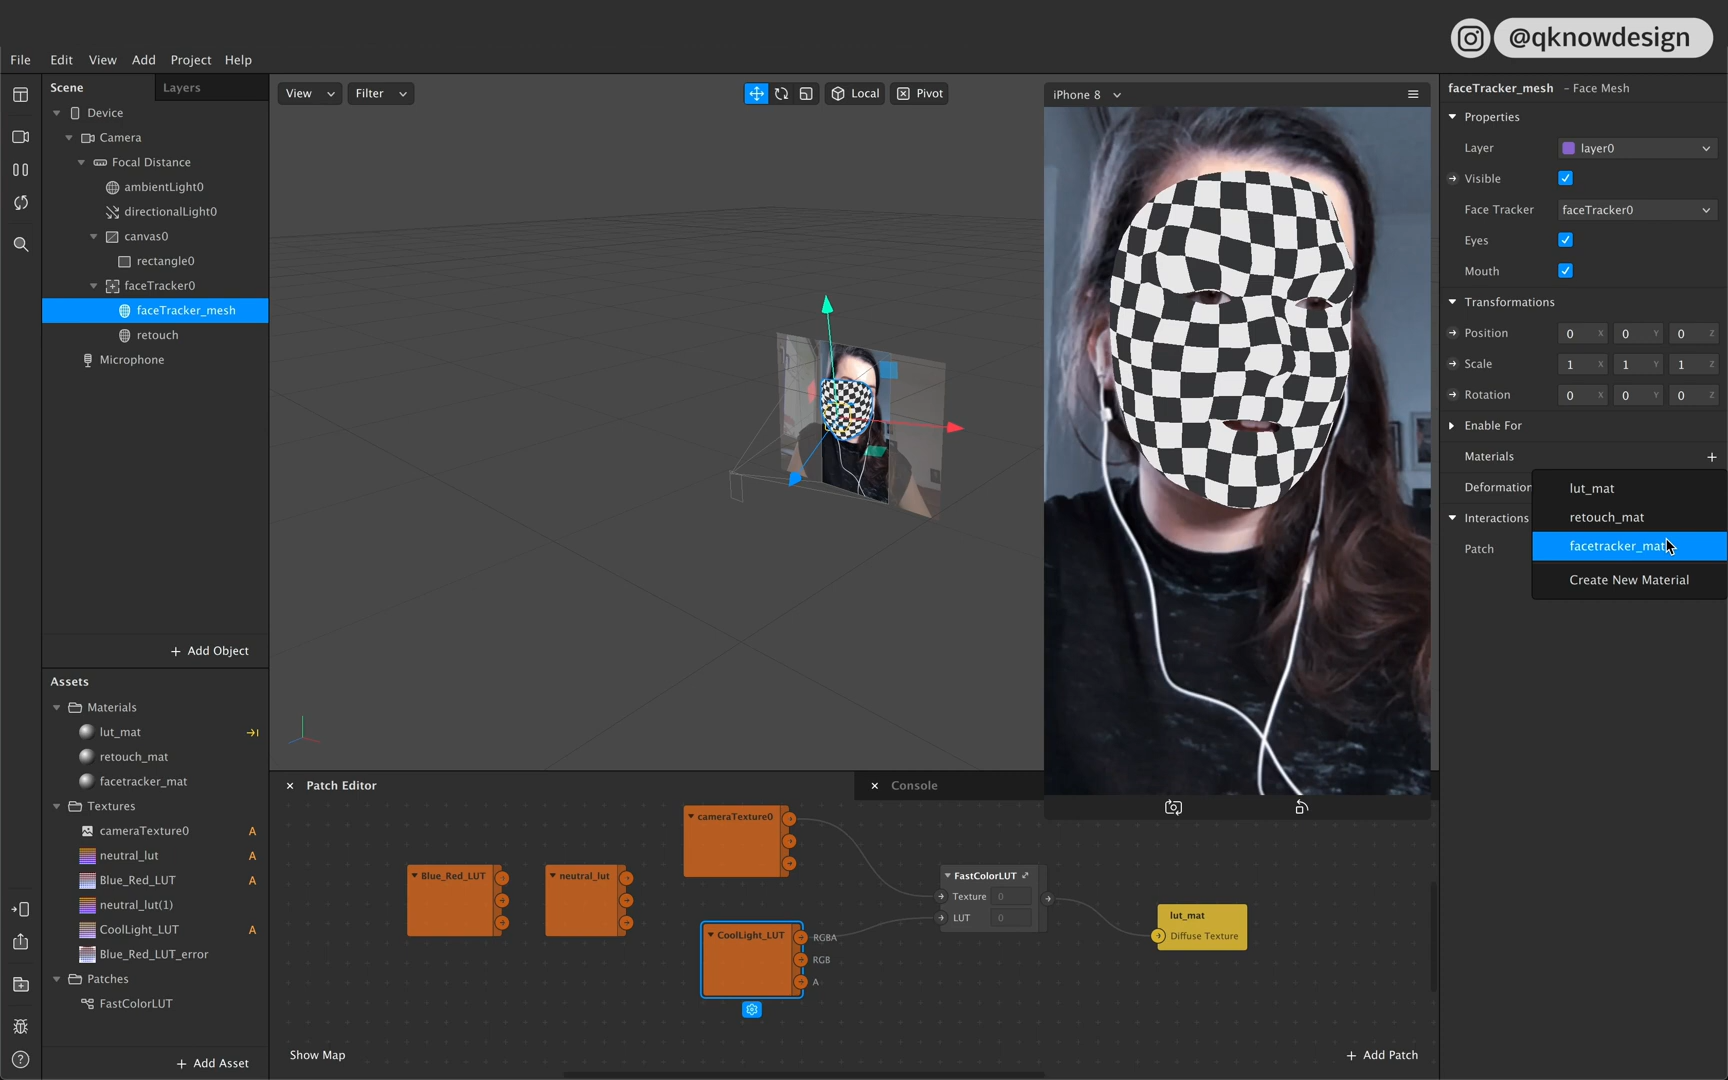 @qknowdesign
File Edit View Add Project Help
Scene Layers
Device
Camera
Focal Distance
ambientLight0
directionalLight0
canvas0
rectangle0
faceTracker0
faceTracker_mesh
retouch
Microphone
+ Add Object
Assets
Materials
lut_mat
retouch_mat
facetracker_mat
Textures
cameraTexture0 A
neutral_lut A
Blue_Red_LUT A
neutral_lut(1)
CoolLight_LUT A
Blue_Red_LUT_error
Patches
FastColorLUT
+ Add Asset
View Filter Local Pivot
iPhone 8
Patch Editor
Console
cameraTexture0
Blue_Red_LUT
neutral_lut
CoolLight_LUT
RGBA
RGB
A
FastColorLUT
Texture 0
LUT 0
lut_mat
Diffuse Texture
Show Map
+ Add Patch
faceTracker_mesh – Face Mesh
Properties
Layer layer0
Visible
Face Tracker faceTracker0
Eyes
Mouth
Transformations
Position 0 X 0 Y 0 Z
Scale 1 X 1 Y 1 Z
Rotation 0 X 0 Y 0 Z
Enable For
Materials +
Deformation
Interactions
Patch
lut_mat
retouch_mat
facetracker_mat
Create New Material